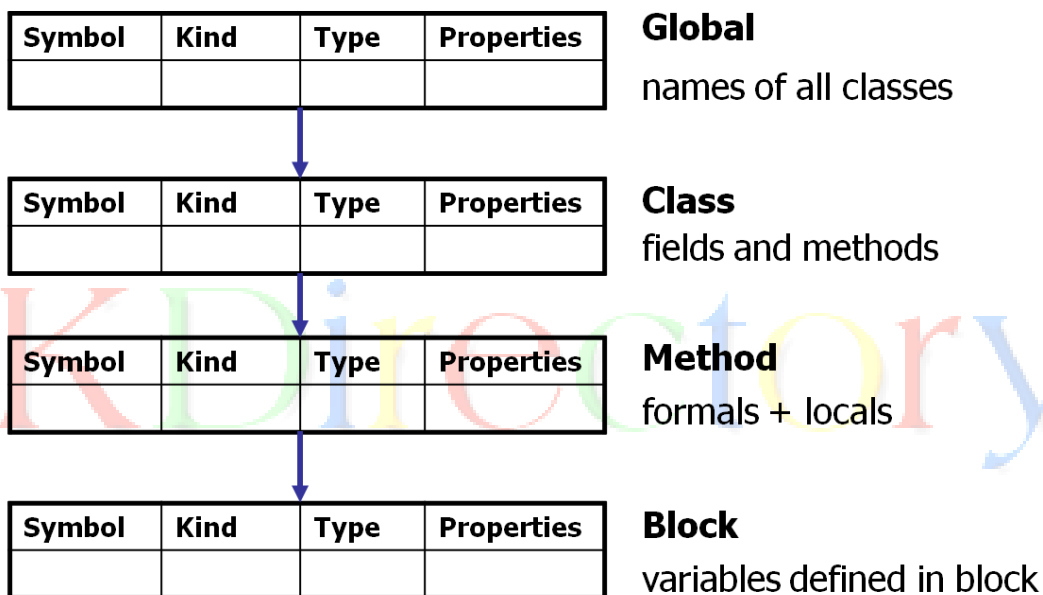 Symbol Kind Type Properties
Global
names of all classes
Symbol Kind Type Properties
Class
fields and methods
KDirectory
Symbol Kind Type Properties
Method
formals + locals
Symbol Kind Type Properties
Block
variables defined in block